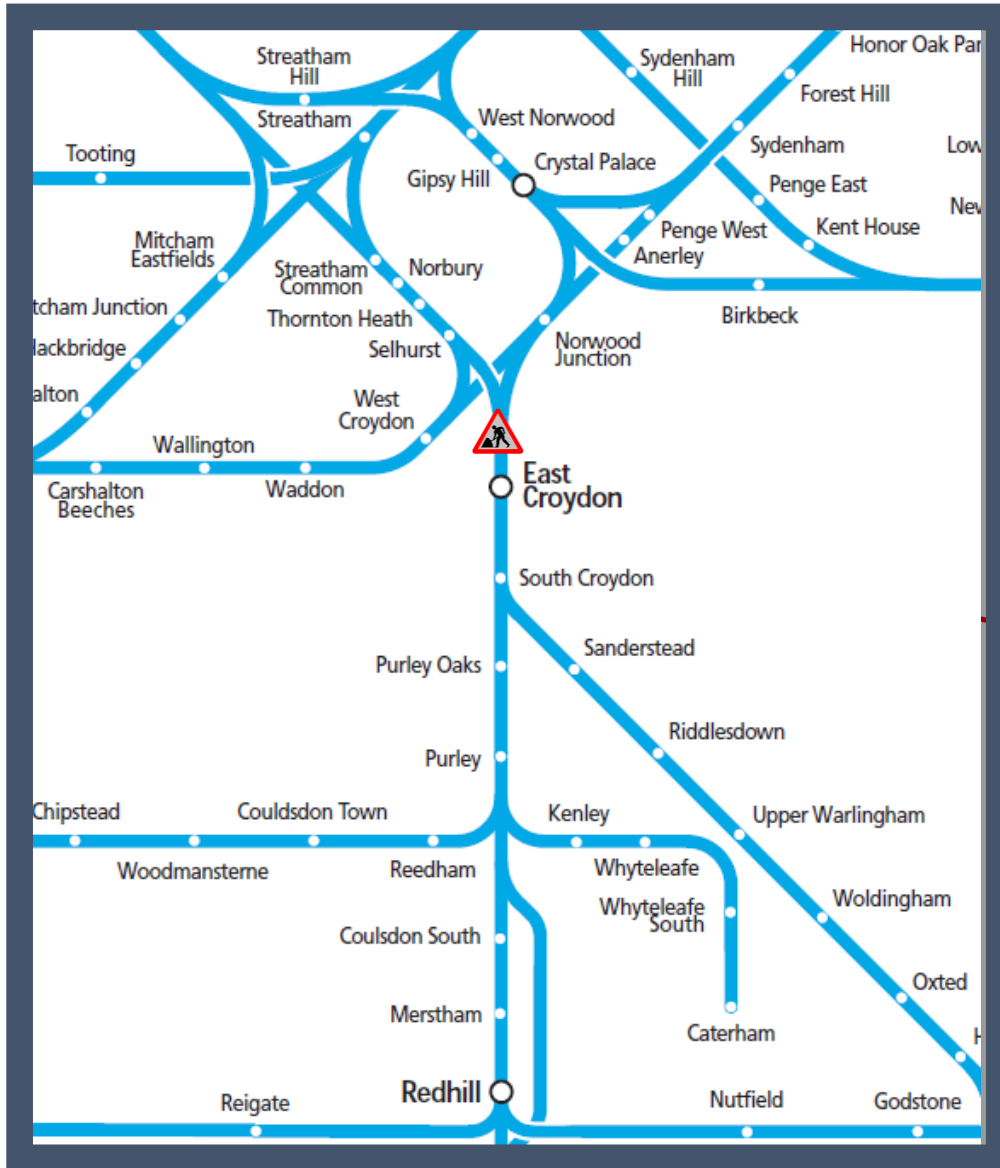 Honor Oak Par
Streatham
Hill
Sydenham
Hill
Forest Hill
Streatham
West Norwood
Sydenham
Low
Tooting
Crystal Palace
Gipsy Hill
Penge East
New
Penge West
Kent House
Mitcham
Eastfields
Anerley
Streatham
Common
Norbury
tcham Junction
Thornton Heath
Birkbeck
ackbridge
Selhurst
Norwood
Junction
alton
West
Croydon
Wallington
East
Croydon
Carshalton
Beeches
Waddon
South Croydon
Sanderstead
Purley Oaks
Riddlesdown
Purley
Chipstead
Couldsdon Town
Kenley
Upper Warlingham
Woodmansterne
Reedham
Whyteleafe
Woldingham
Whyteleafe
South
Coulsdon South
Oxted
Merstham
Caterham
H
Redhill
Reigate
Nutfield
Godstone